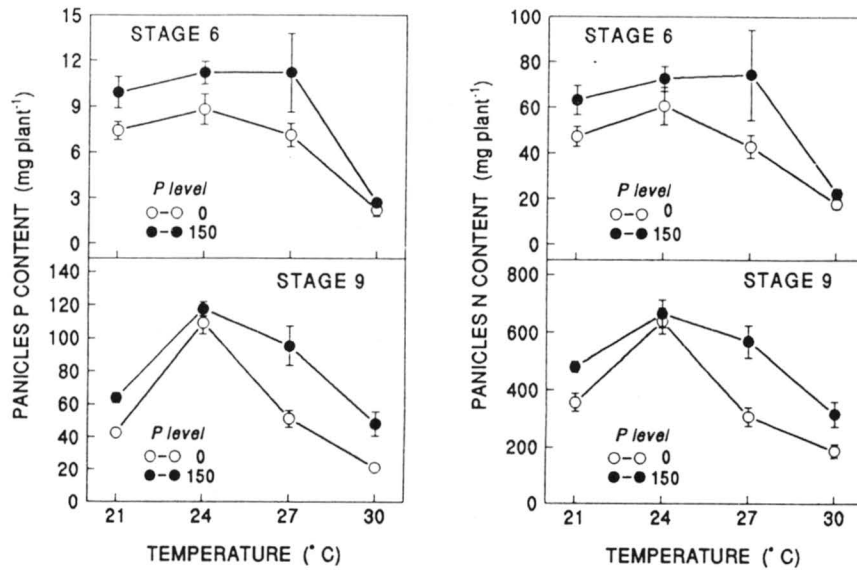 PANICLES P CONTENT (mg plant⁻¹)
STAGE 6
15
12
9
6
3
0
P level
0
150
STAGE 9
140
120
100
80
60
40
20
0
P level
0
150
21 24 27 30
TEMPERATURE (° C)
PANICLES N CONTENT (mg plant⁻¹)
STAGE 6
100
80
60
40
20
0
P level
0
150
STAGE 9
800
600
400
200
0
P level
0
150
21 24 27 30
TEMPERATURE (° C)